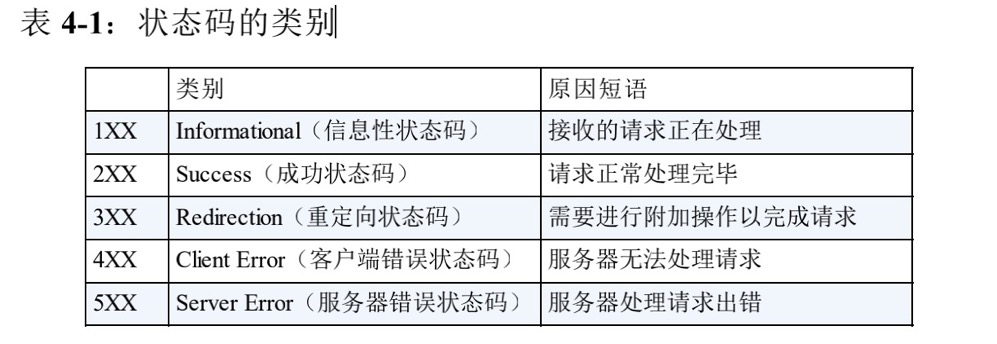 表 4-1：状态码的类别
类别 原因短语
1XX Informational（信息性状态码） 接收的请求正在处理
2XX Success（成功状态码） 请求正常处理完毕
3XX Redirection（重定向状态码） 需要进行附加操作以完成请求
4XX Client Error（客户端错误状态码） 服务器无法处理请求
5XX Server Error（服务器错误状态码） 服务器处理请求出错